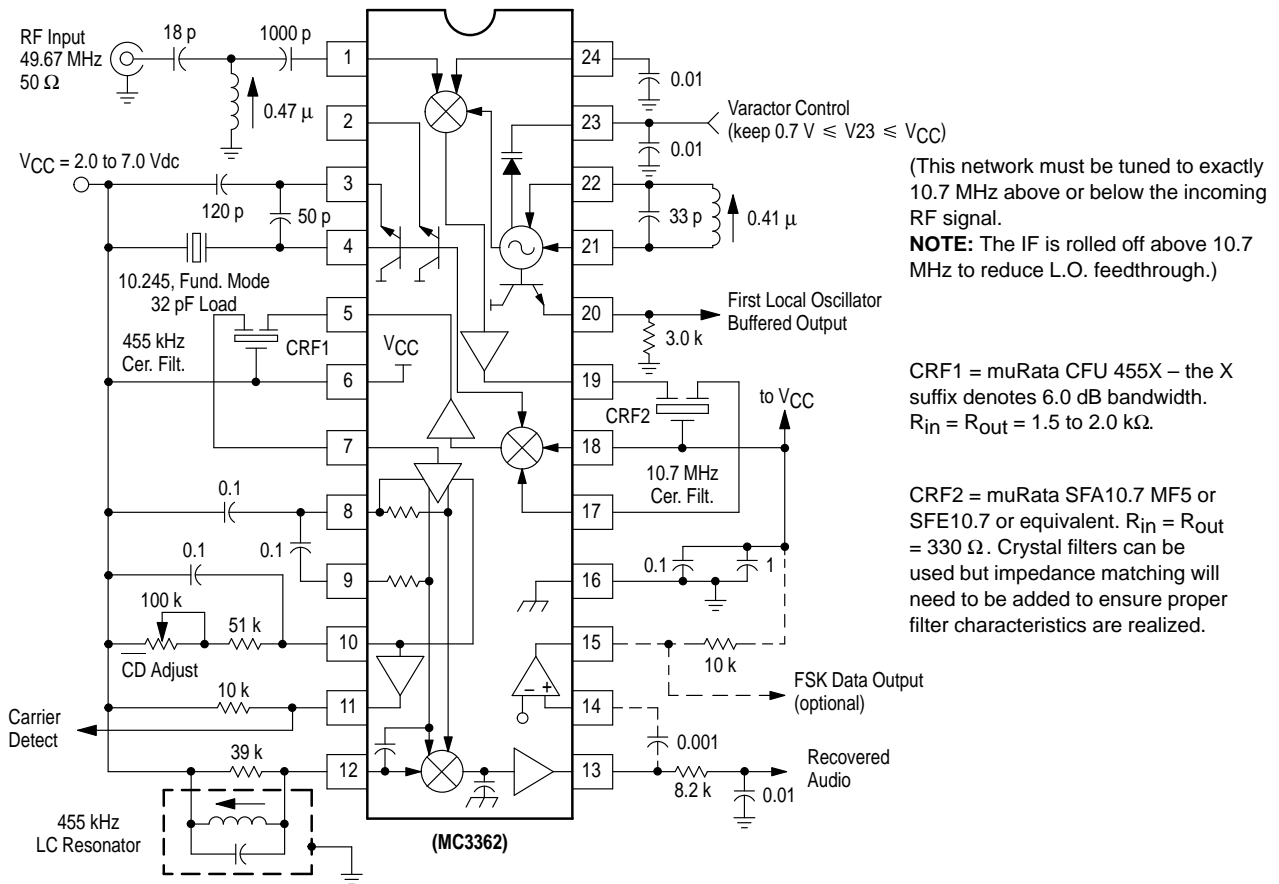 RF Input
49.67 MHz
50 Ω
18 p
1000 p
0.47 μ
VCC = 2.0 to 7.0 Vdc
120 p
50 p
10.245, Fund. Mode
32 pF Load
455 kHz
Cer. Filt.
CRF1
0.1
0.1
0.1
100 k
51 k
CD Adjust
10 k
Carrier
Detect
39 k
455 kHz
LC Resonator
1
2
3
4
5
6
7
8
9
10
11
12
VCC
– +
(MC3362)
24
23
22
21
20
19
18
17
16
15
14
13
0.01
Varactor Control
(keep 0.7 V ≤ V23 ≤ VCC)
0.01
33 p
0.41 μ
First Local Oscillator
Buffered Output
3.0 k
CRF2
to VCC
10.7 MHz
Cer. Filt.
0.1
1
10 k
FSK Data Output
(optional)
0.001
8.2 k
Recovered
Audio
0.01
(This network must be tuned to exactly
10.7 MHz above or below the incoming
RF signal.
NOTE: The IF is rolled off above 10.7
MHz to reduce L.O. feedthrough.)
CRF1 = muRata CFU 455X – the X
suffix denotes 6.0 dB bandwidth.
Rin = Rout = 1.5 to 2.0 kΩ.
CRF2 = muRata SFA10.7 MF5 or
SFE10.7 or equivalent. Rin = Rout
= 330 Ω. Crystal filters can be
used but impedance matching will
need to be added to ensure proper
filter characteristics are realized.